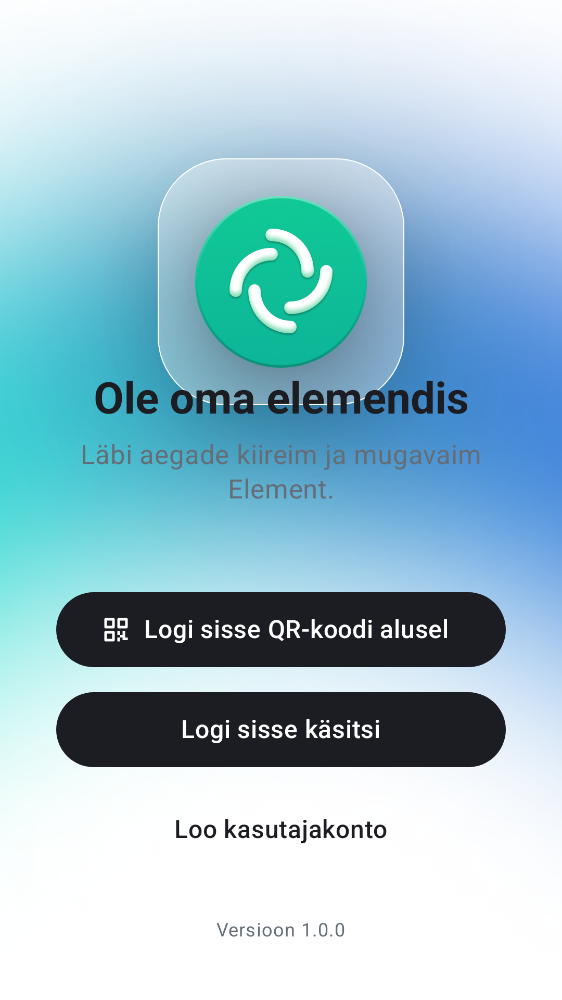 Ole oma elemendis
Läbi aegade kiireim ja mugavaim
Element.
Logi sisse QR-koodi alusel
Logi sisse käsitsi
Loo kasutajakonto
Versioon 1.0.0